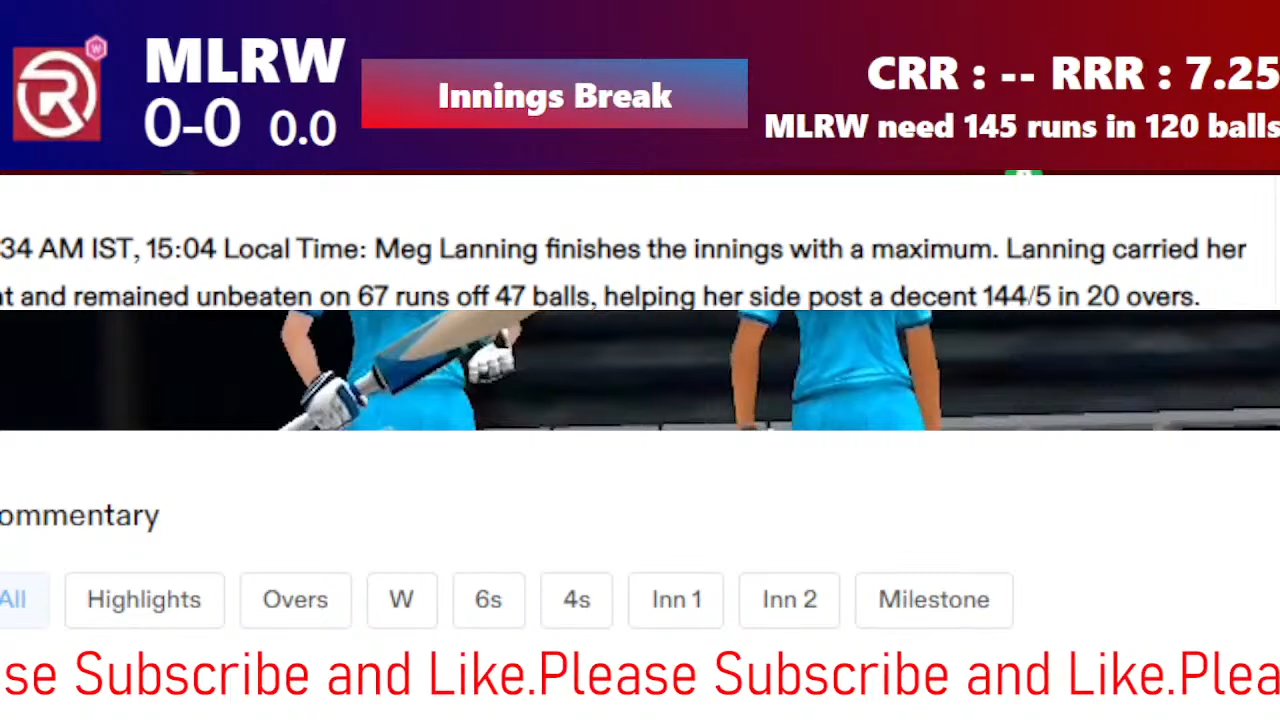 MLRW
0-0 0.0
Innings Break
CRR : -- RRR : 7.25
MLRW need 145 runs in 120 balls
34 AM IST, 15:04 Local Time: Meg Lanning finishes the innings with a maximum. Lanning carried her
and remained unbeaten on 67 runs off 47 balls, helping her side post a decent 144/5 in 20 overs.
ommentary
All Highlights Overs W 6s 4s Inn 1 Inn 2 Milestone
se Subscribe and Like.Please Subscribe and Like.Plea